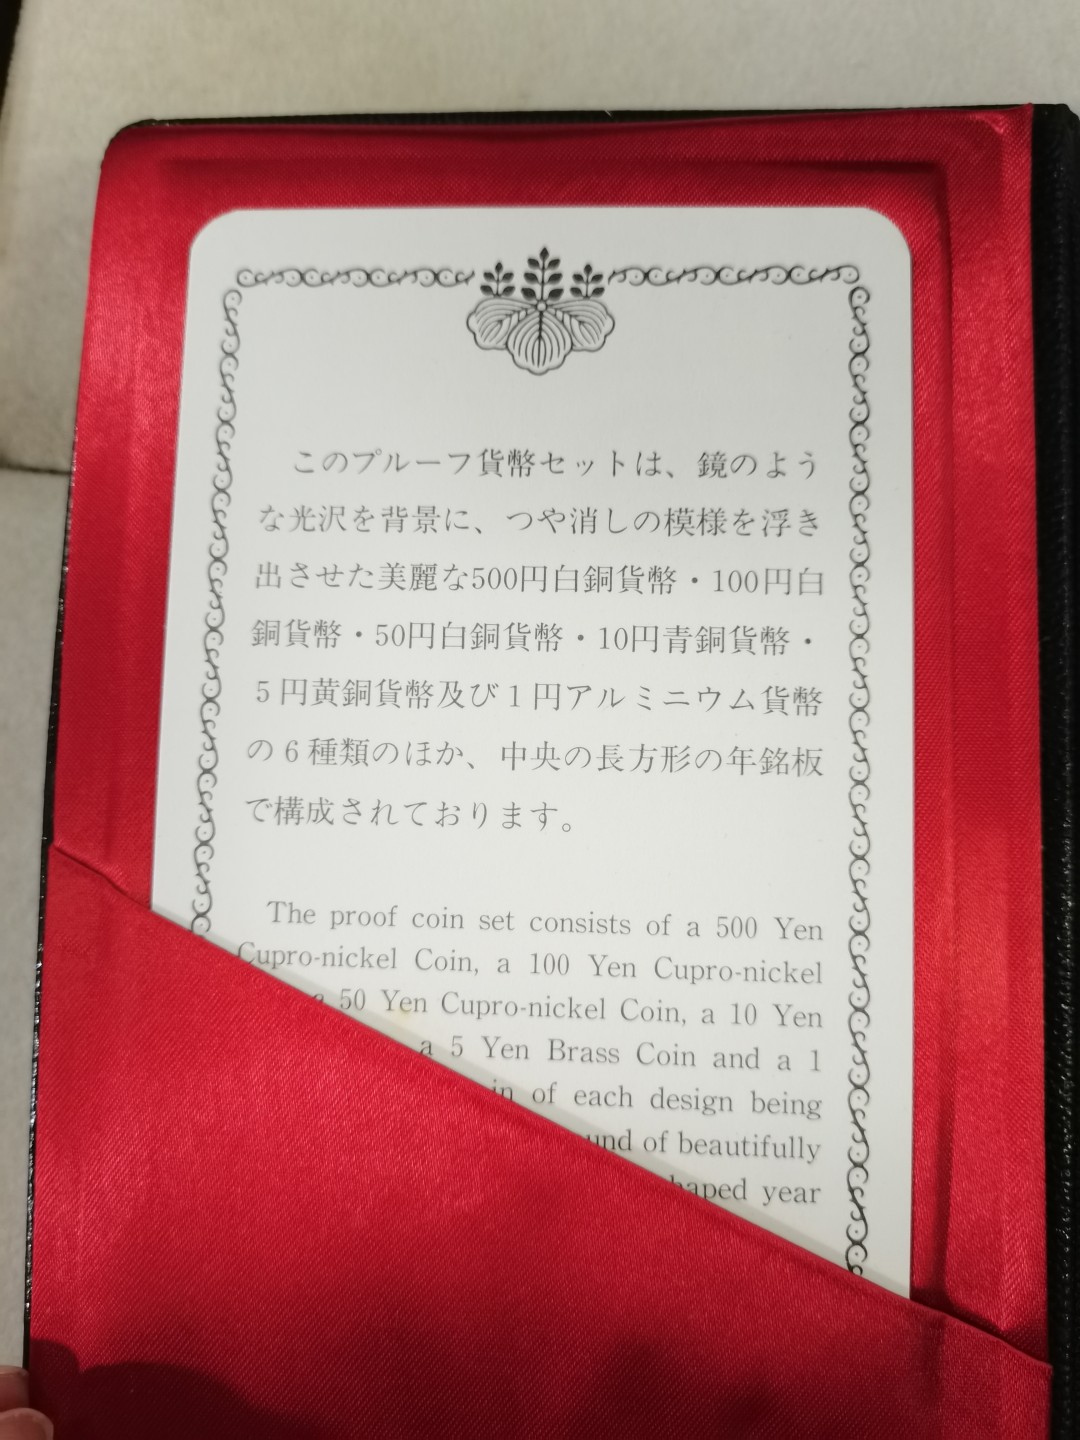 このプルーフ貨幣セットは、鏡のよう
な光沢を背景に、つや消しの模様を浮き
出させた美麗な500円白銅貨幣・100円白
銅貨幣・50円白銅貨幣・10円青銅貨幣・
5円黄銅貨幣及び1円アルミニウム貨幣
の6種類のほか、中央の長方形の年銘板
で構成されております。
The proof coin set consists of a 500 Yen
Cupro-nickel Coin, a 100 Yen Cupro-nickel
a 50 Yen Cupro-nickel Coin, a 10 Yen
a 5 Yen Brass Coin and a 1
of each design being
of beautifully
year